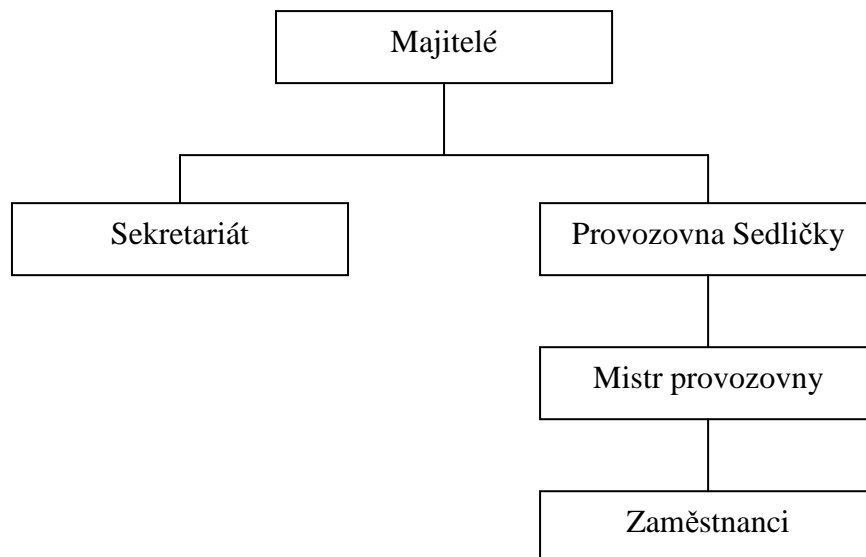 Majitelé
Sekretariát
Provozovna Sedličky
Mistr provozovny
Zaměstnanci